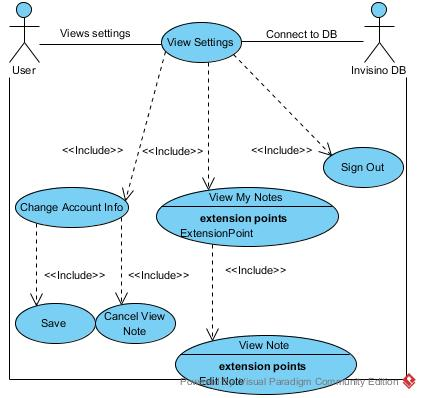 Views settings
View Settings
Connect to DB
User
Invisino DB
<<Include>>
<<Include>>
<<Include>>
Sign Out
Change Account Info
View My Notes
extension points
ExtensionPoint
<<Include>>
<<Include>>
<<Include>>
Save
Cancel View
Note
View Note
extension points
Edit Note
Powered by Visual Paradigm Community Edition